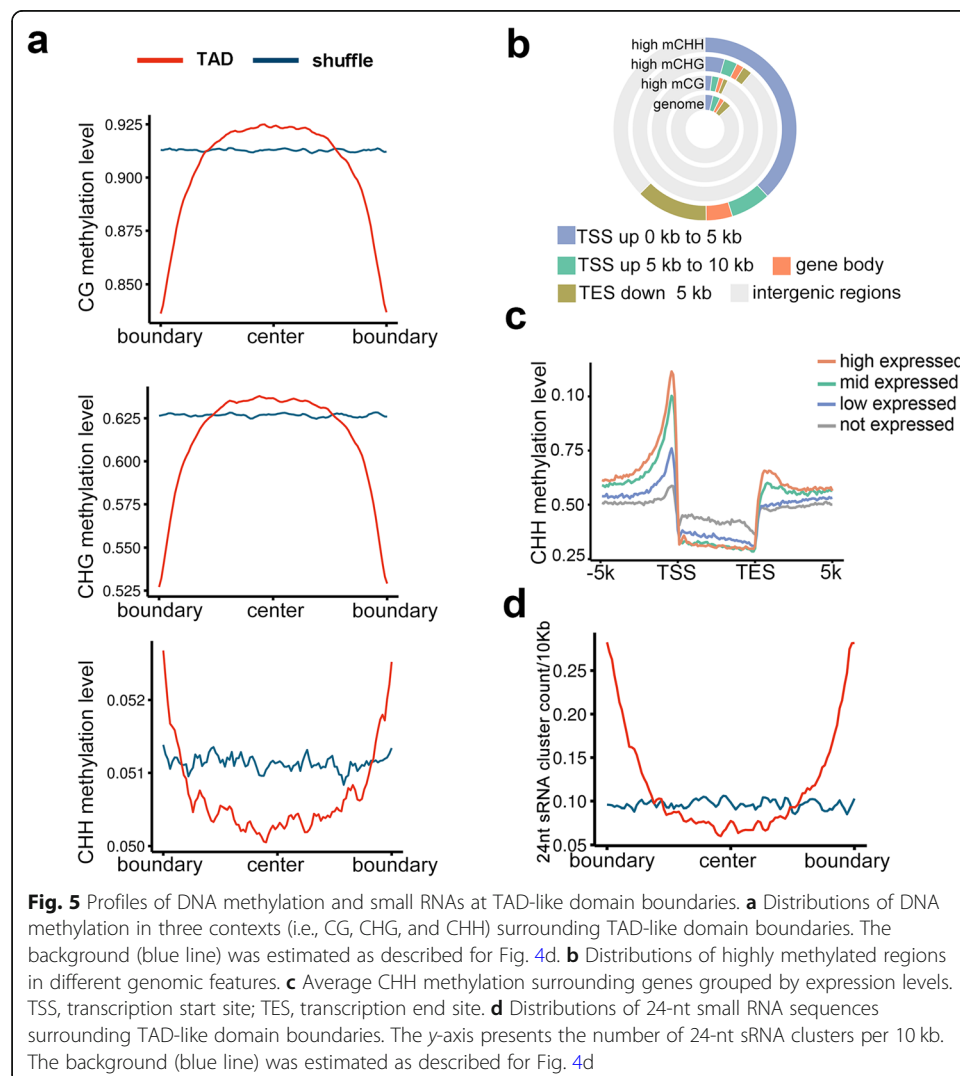 a
TAD
shuffle
CG methylation level
0.925
0.900
0.875
0.850
boundary center boundary
CHG methylation level
0.625
0.600
0.575
0.550
0.525
boundary center boundary
CHH methylation level
0.052
0.051
0.050
boundary center boundary
b
high mCHH
high mCHG
high mCG
genome
TSS up 0 kb to 5 kb
TSS up 5 kb to 10 kb gene body
TES down 5 kb intergenic regions
c
CHH methylation level
0.10
0.75
0.50
0.25
-5k TSS TES 5k
high expressed
mid expressed
low expressed
not expressed
d
24nt sRNA cluster count/10Kb
0.25
0.20
0.15
0.10
0.05
boundary center boundary
Fig. 5 Profiles of DNA methylation and small RNAs at TAD-like domain boundaries. a Distributions of DNA
methylation in three contexts (i.e., CG, CHG, and CHH) surrounding TAD-like domain boundaries. The
background (blue line) was estimated as described for Fig. 4d. b Distributions of highly methylated regions
in different genomic features. c Average CHH methylation surrounding genes grouped by expression levels.
TSS, transcription start site; TES, transcription end site. d Distributions of 24-nt small RNA sequences
surrounding TAD-like domain boundaries. The y-axis presents the number of 24-nt sRNA clusters per 10 kb.
The background (blue line) was estimated as described for Fig. 4d